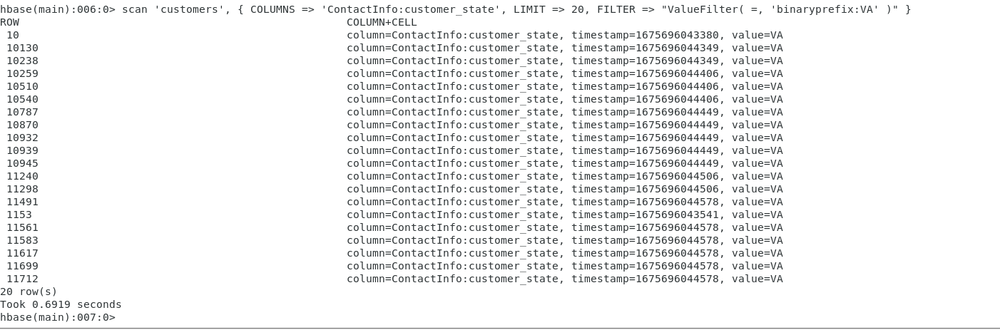 hbase(main):006:0> scan 'customers', { COLUMNS => 'ContactInfo:customer_state', LIMIT => 20, FILTER => "ValueFilter( =, 'binaryprefix:VA' )" }
ROW COLUMN+CELL
10 column=ContactInfo:customer_state, timestamp=1675696043380, value=VA
10130 column=ContactInfo:customer_state, timestamp=1675696044349, value=VA
10238 column=ContactInfo:customer_state, timestamp=1675696044349, value=VA
10259 column=ContactInfo:customer_state, timestamp=1675696044406, value=VA
10510 column=ContactInfo:customer_state, timestamp=1675696044406, value=VA
10540 column=ContactInfo:customer_state, timestamp=1675696044406, value=VA
10787 column=ContactInfo:customer_state, timestamp=1675696044449, value=VA
10870 column=ContactInfo:customer_state, timestamp=1675696044449, value=VA
10932 column=ContactInfo:customer_state, timestamp=1675696044449, value=VA
10939 column=ContactInfo:customer_state, timestamp=1675696044449, value=VA
10945 column=ContactInfo:customer_state, timestamp=1675696044449, value=VA
11240 column=ContactInfo:customer_state, timestamp=1675696044506, value=VA
11298 column=ContactInfo:customer_state, timestamp=1675696044506, value=VA
11491 column=ContactInfo:customer_state, timestamp=1675696044578, value=VA
1153 column=ContactInfo:customer_state, timestamp=1675696043541, value=VA
11561 column=ContactInfo:customer_state, timestamp=1675696044578, value=VA
11583 column=ContactInfo:customer_state, timestamp=1675696044578, value=VA
11617 column=ContactInfo:customer_state, timestamp=1675696044578, value=VA
11699 column=ContactInfo:customer_state, timestamp=1675696044578, value=VA
11712 column=ContactInfo:customer_state, timestamp=1675696044578, value=VA
20 row(s)
Took 0.6919 seconds
hbase(main):007:0>